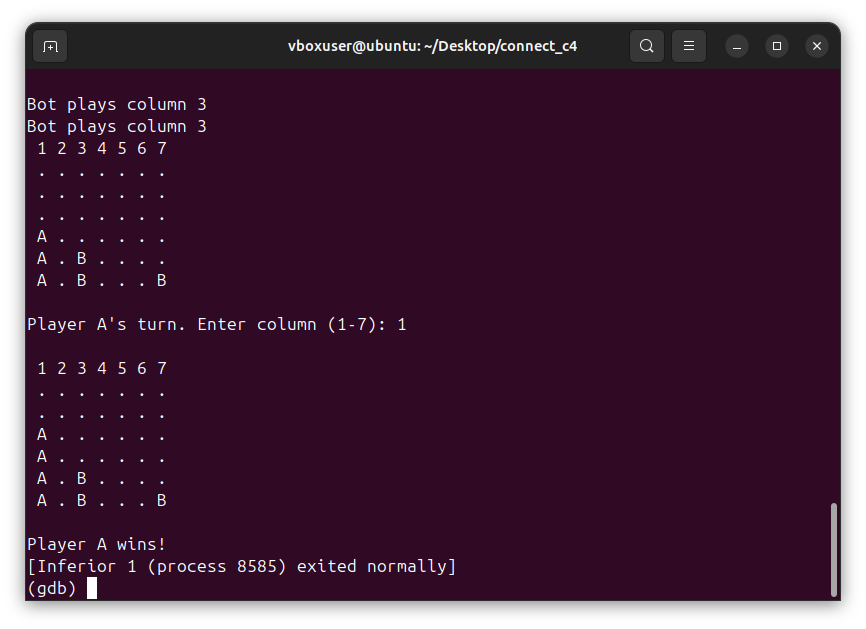 vboxuser@ubuntu: ~/Desktop/connect_c4
Bot plays column 3
Bot plays column 3
1 2 3 4 5 6 7
. . . . . . .
. . . . . . .
. . . . . . .
A . . . . . .
A . B . . . .
A . B . . . B
Player A's turn. Enter column (1-7): 1
1 2 3 4 5 6 7
. . . . . . .
. . . . . . .
A . . . . . .
A . . . . . .
A . B . . . .
A . B . . . B
Player A wins!
[Inferior 1 (process 8585) exited normally]
(gdb)